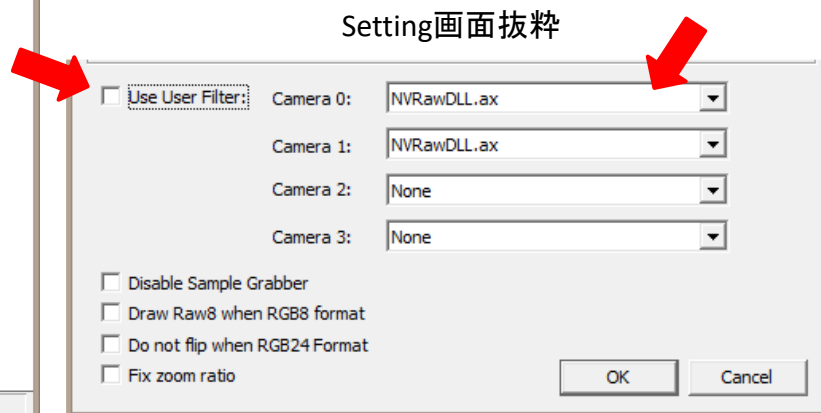 Setting画面抜粋
Use User Filter: Camera 0: NVRawDLL.ax
Camera 1: NVRawDLL.ax
Camera 2: None
Camera 3: None
Disable Sample Grabber
Draw Raw8 when RGB8 format
Do not flip when RGB24 Format
Fix zoom ratio
OK Cancel